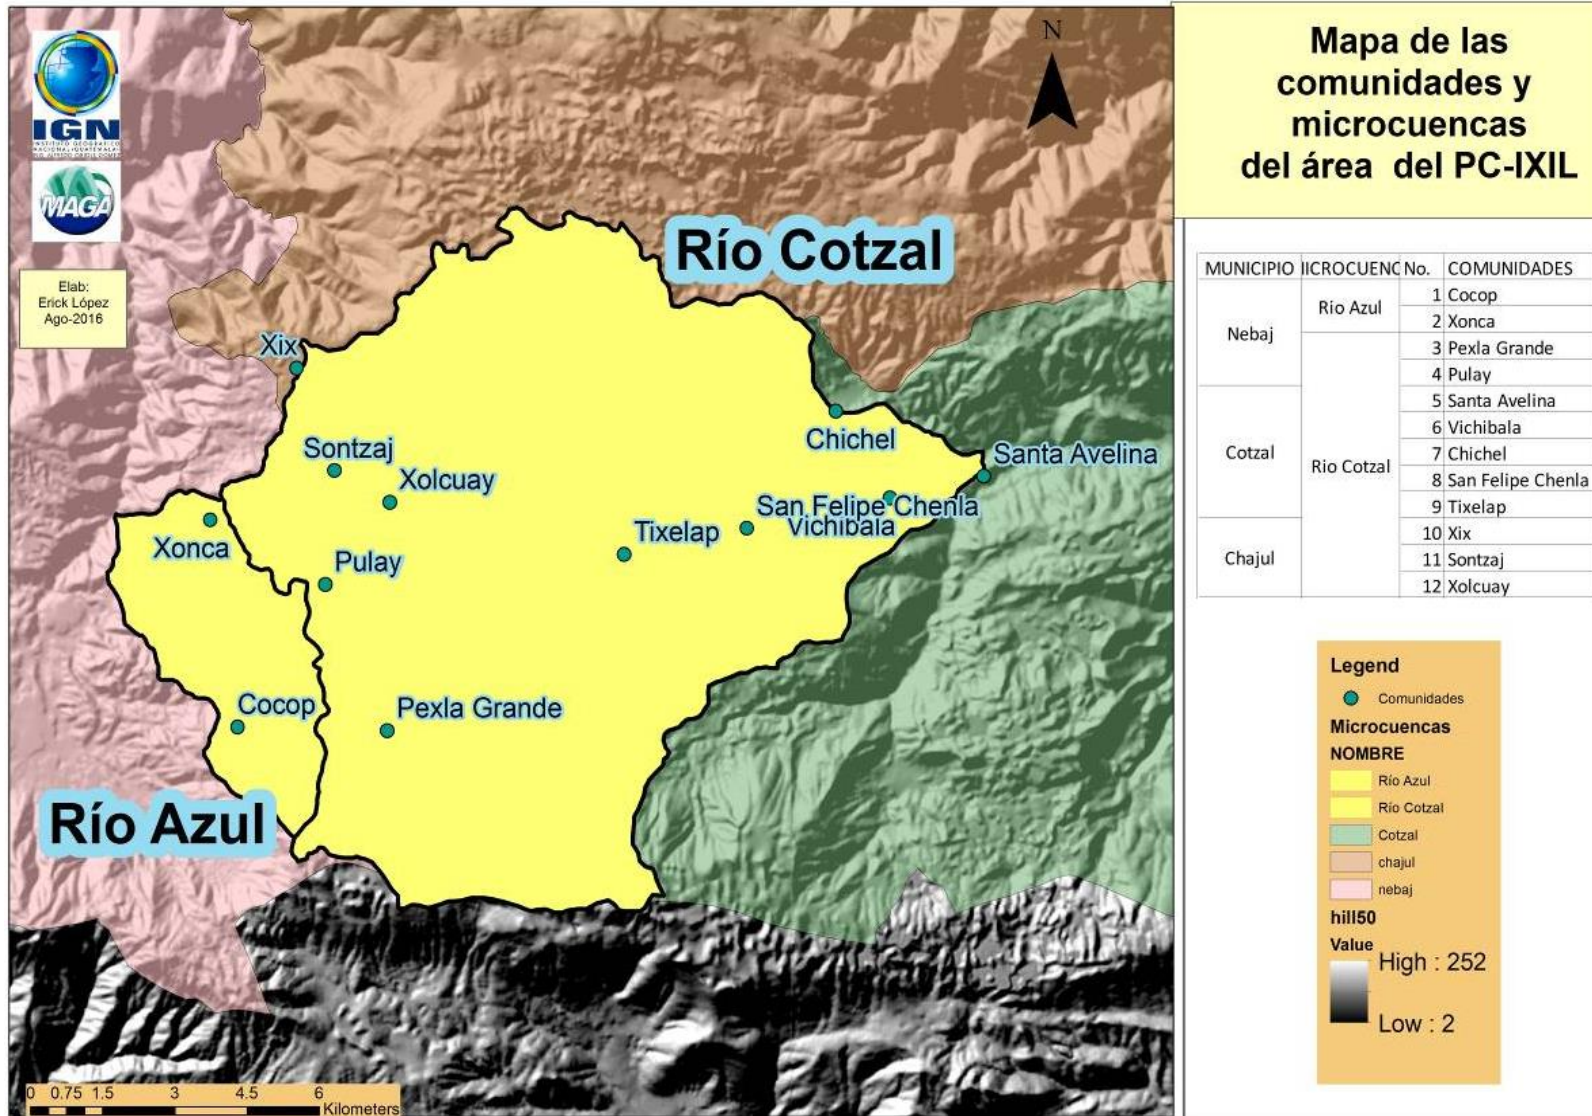 Mapa de las
comunidades y
microcuencas
del área del PC-IXIL
N
IGN
INSTITUTO GEOGRÁFICO
MAGA
Elab:
Erick López
Ago-2016
Río Cotzal
Xix
Chichel
Santa Avelina
Sontzaj
Xolcuay
San Felipe Chenla
Vichibala
Tixelap
Xonca
Pulay
Cocop
Pexla Grande
Río Azul
0 0.75 1.5 3 4.5 6
Kilometers
MUNICIPIO IICROCUENC No. COMUNIDADES
Nebaj Rio Azul 1 Cocop
2 Xonca
Rio Cotzal 3 Pexla Grande
4 Pulay
Cotzal 5 Santa Avelina
6 Vichibala
7 Chichel
8 San Felipe Chenla
9 Tixelap
Chajul 10 Xix
11 Sontzaj
12 Xolcuay
Legend
Comunidades
Microcuencas
NOMBRE
Río Azul
Río Cotzal
Cotzal
chajul
nebaj
hill50
Value
High : 252
Low : 2